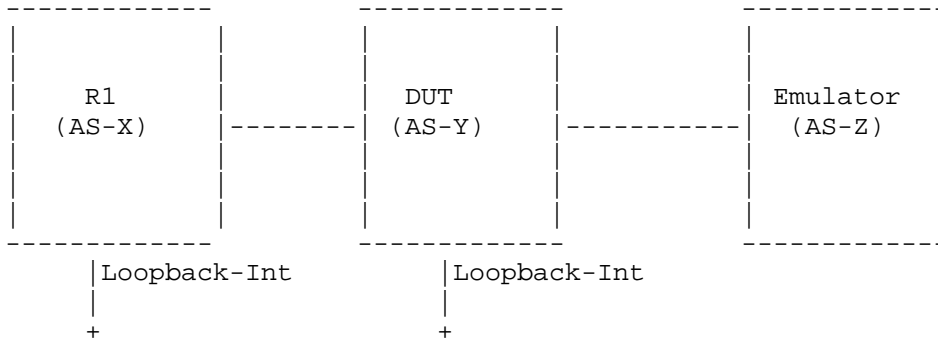 R1 DUT Emulator
(AS-X) (AS-Y) (AS-Z)
Loopback-Int Loopback-Int